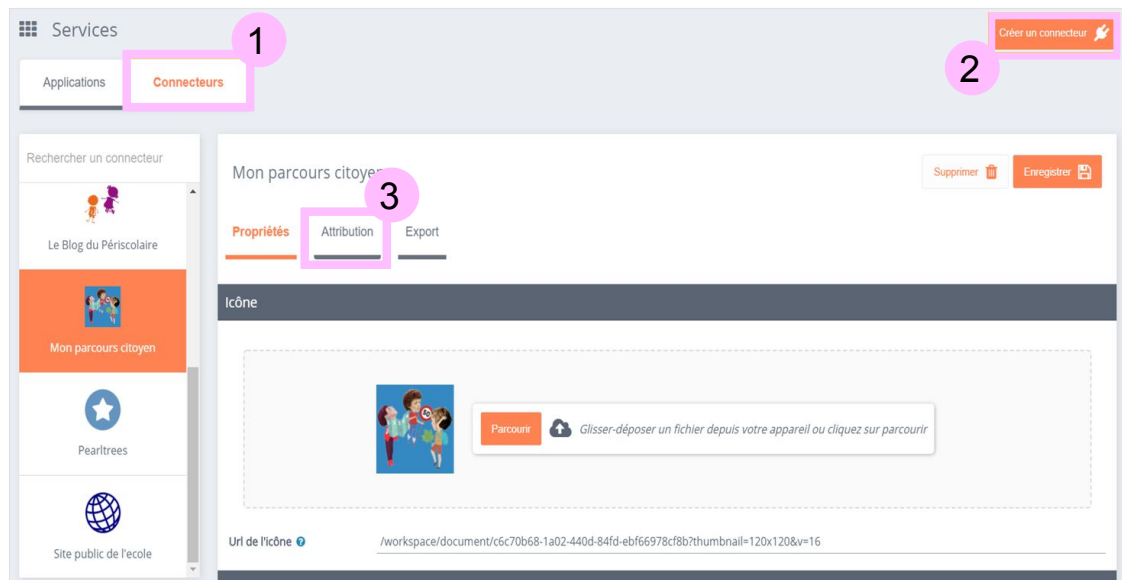 Services
1
Créer un connecteur
2
Applications
Connecteurs
Rechercher un connecteur
Le Blog du Périscolaire
Mon parcours citoyen
Pearltrees
Site public de l'ecole
Mon parcours citoye
3
Supprimer
Enregistrer
Propriétés
Attribution
Export
Icône
Parcourir
Glisser-déposer un fichier depuis votre appareil ou cliquez sur parcourir
Url de l'icône
/workspace/document/c6c70b68-1a02-440d-84fd-ebf66978cf8b?thumbnail=120x120&v=16